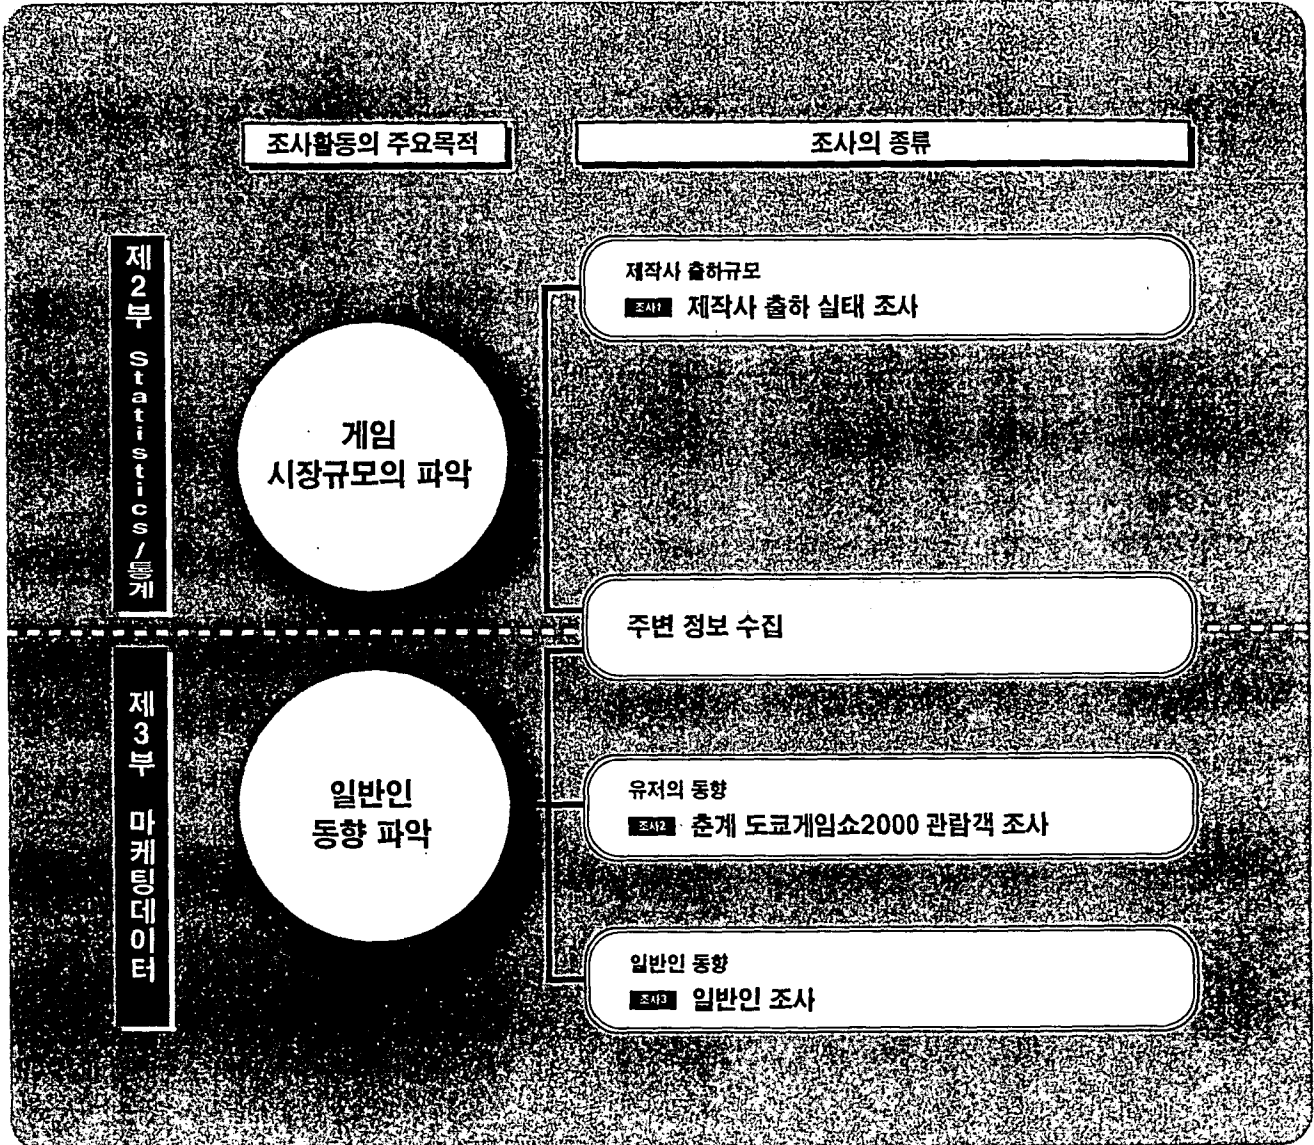 조사활동의 주요목적
조사의 종류
제2부 Statistics/통계
게임
시장규모의 파악
제작사 출하규모
조사1 제작사 출하 실태 조사
주변 정보 수집
제3부 마케팅데이터
일반인
동향 파악
유저의 동향
조사2 춘계 도쿄게임쇼2000 관람객 조사
일반인 동향
조사3 일반인 조사